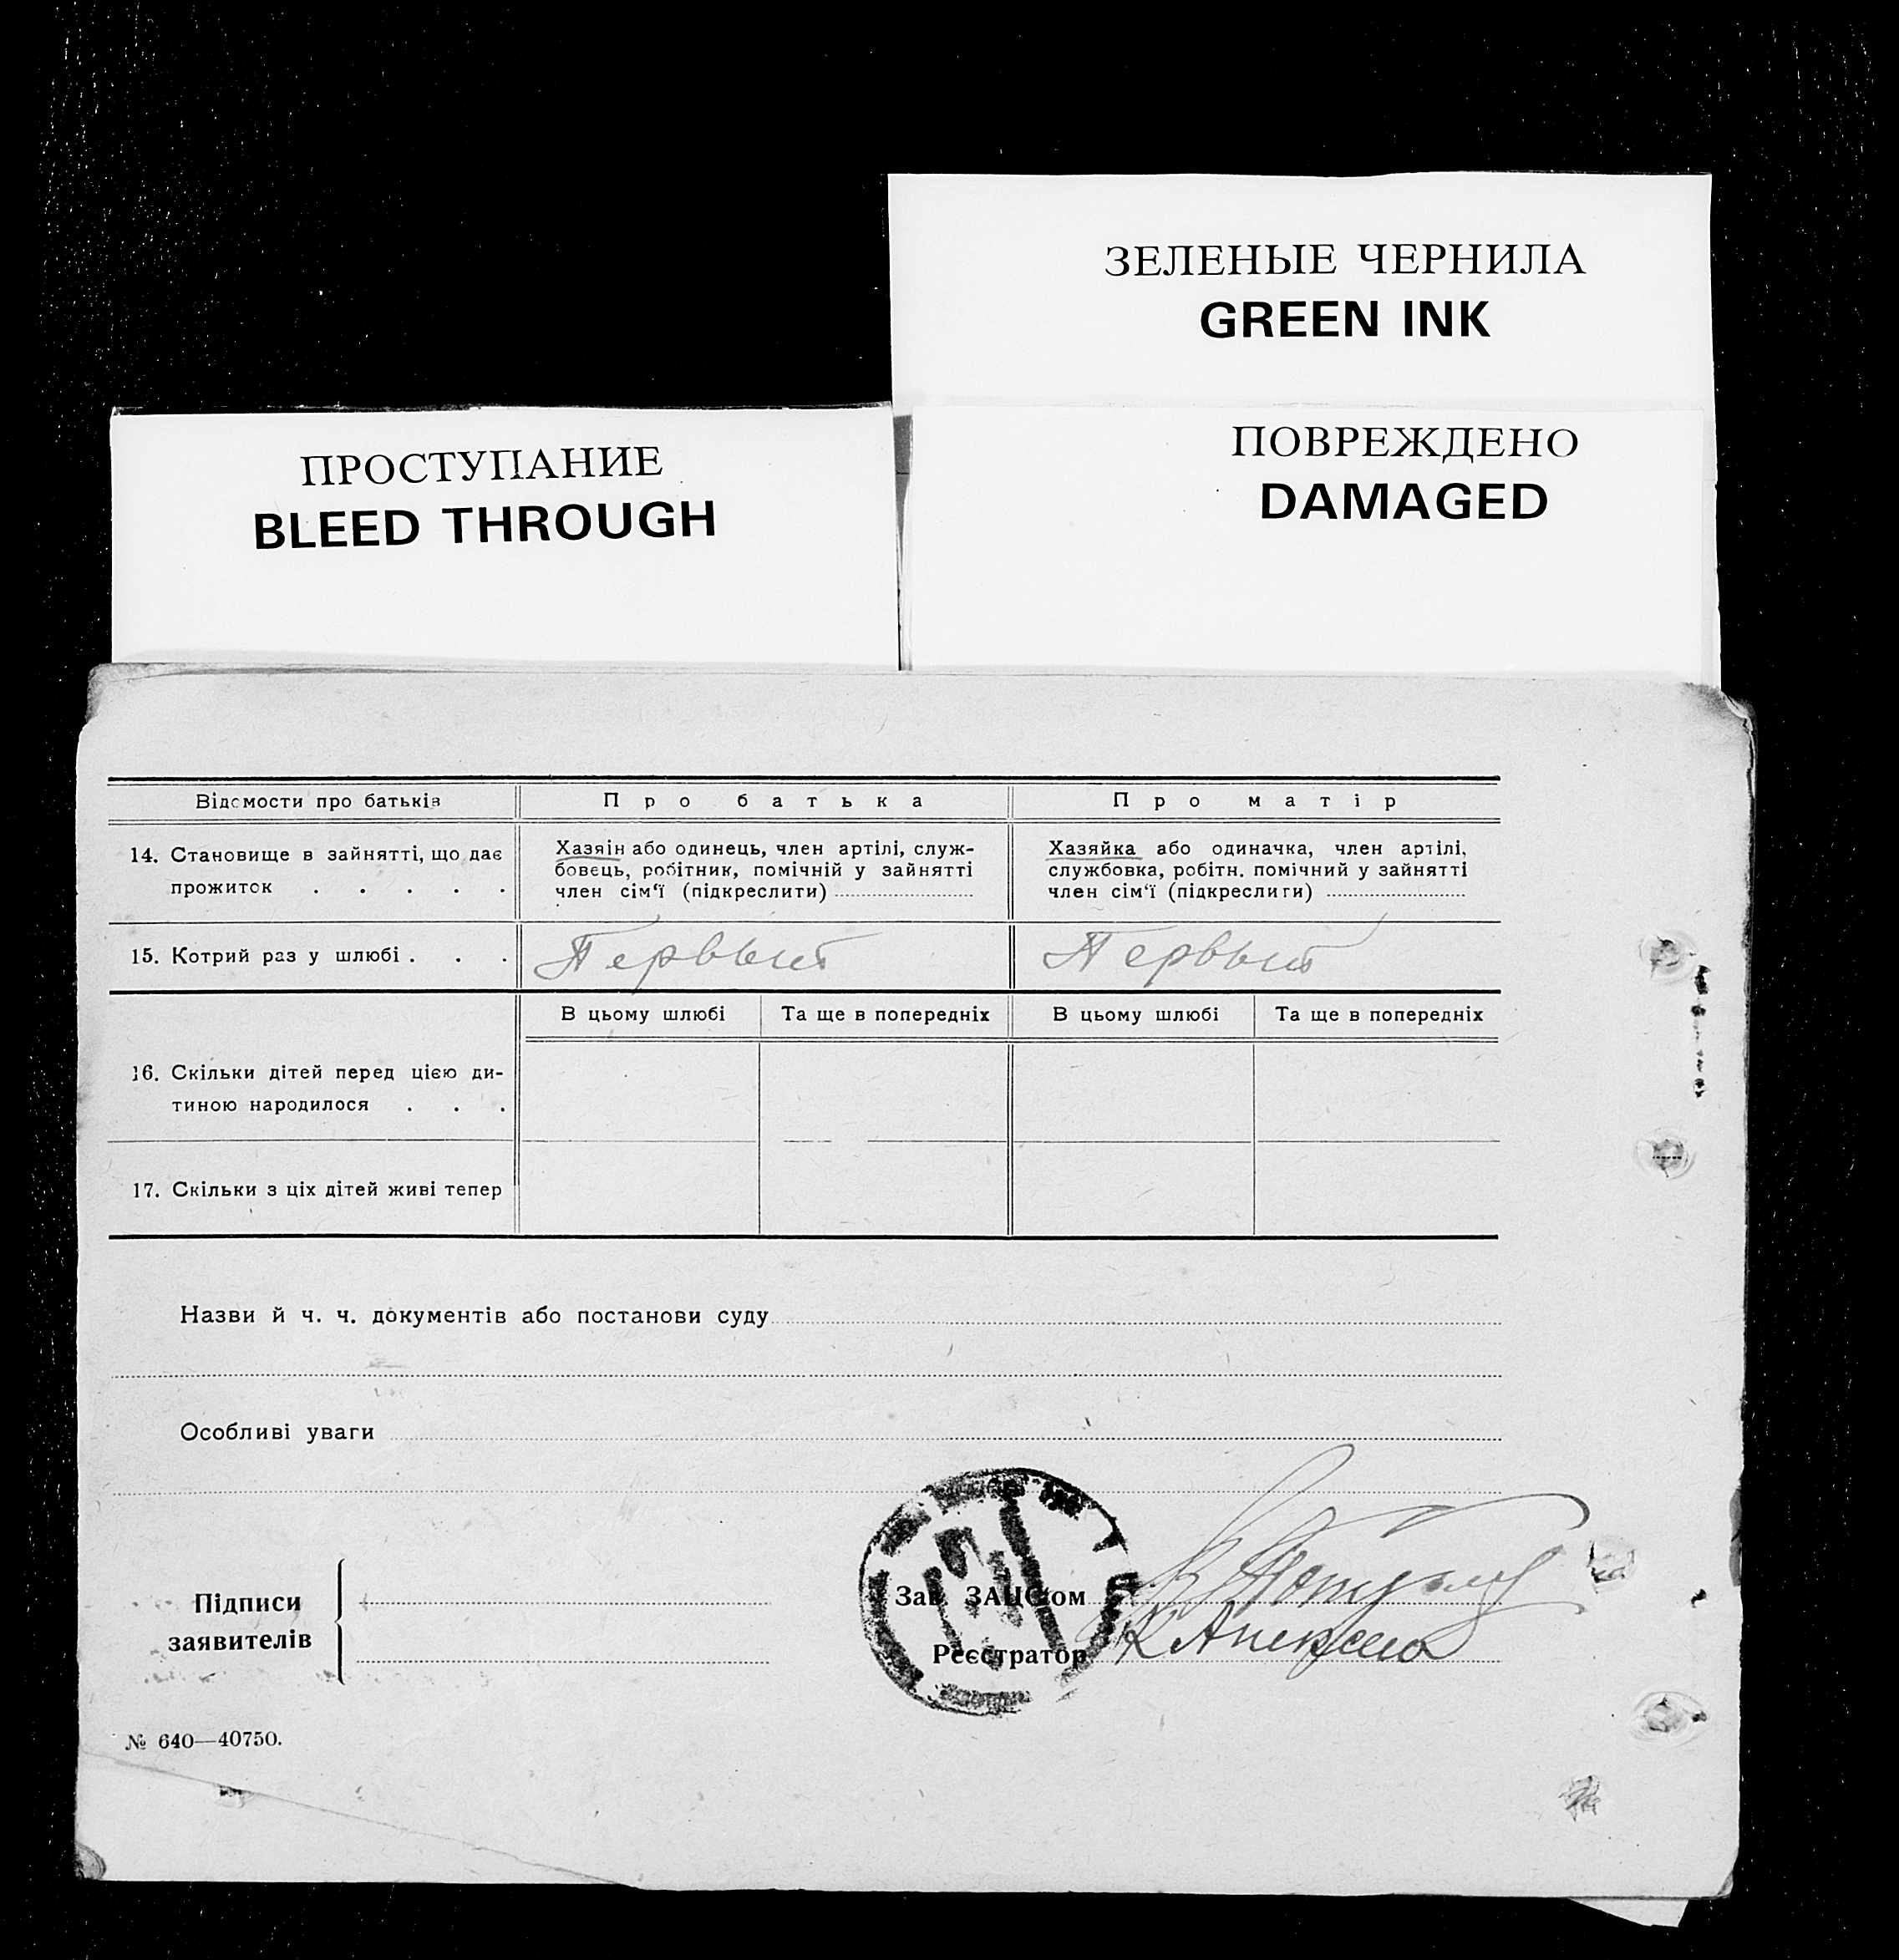 ЗЕЛЕНЫЕ ЧЕРНИЛА
GREEN INK
ПОВРЕЖДЕНО
DAMAGED
ПРОСТУПАНИЕ
BLEED THROUGH
Відомости про батьків
Про батька
Про матір
14. Становище в зайнятті, що дає
прожиток . . . . .
Хазяін або одинець, член артілі, служ-
бовець, робітник, помічній у зайнятті
член сім‘ї (підкреслити)
Хазяйка або одиначка, член артілі,
службовка, робітн. помічний у зайнятті
член сім‘ї (підкреслити)
15. Котрий раз у шлюбі . . .
Первый
Первый
В цьому шлюбі
Та ще в попередніх
В цьому шлюбі
Та ще в попередніх
16. Скільки дітей перед цією ди-
тиною народилося . . .
17. Скільки з ціх дітей живі тепер
Назви й ч. ч. документів або постанови суду
Особливі уваги
Підписи
заявителів
Зав. ЗАЦСом
Реєстратор
№ 640—40750.